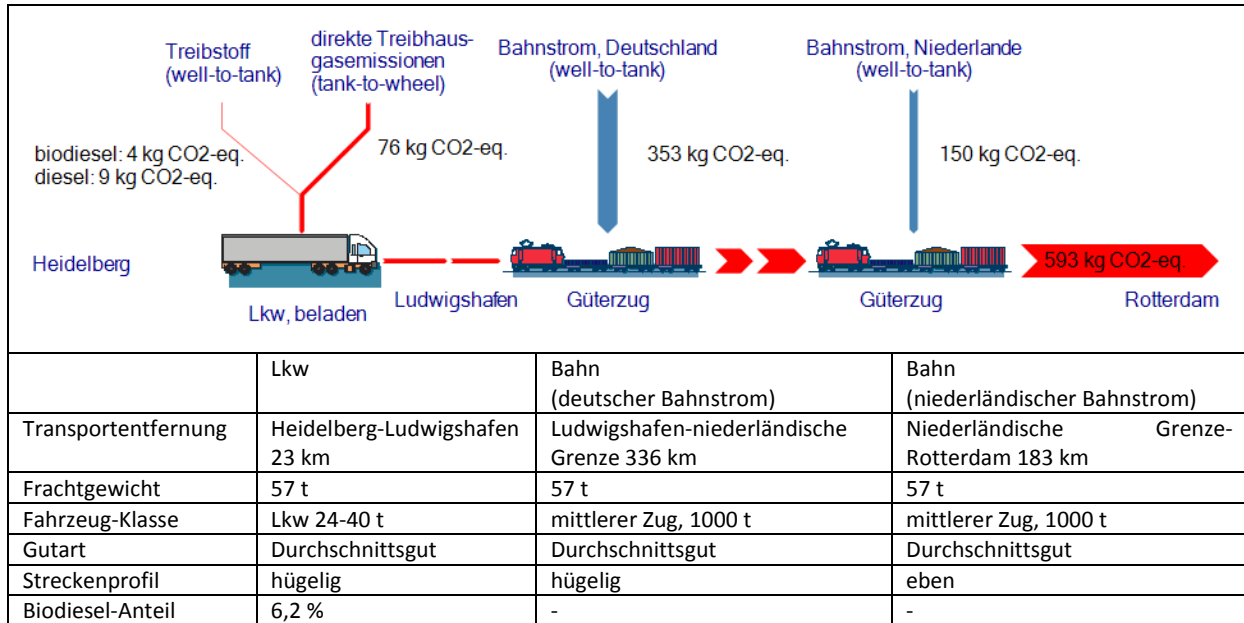 Treibstoff
(well-to-tank)
direkte Treibhaus-
gasemissionen
(tank-to-wheel)
Bahnstrom, Deutschland
(well-to-tank)
Bahnstrom, Niederlande
(well-to-tank)
biodiesel: 4 kg CO2-eq.
diesel: 9 kg CO2-eq.
76 kg CO2-eq.
353 kg CO2-eq.
150 kg CO2-eq.
Heidelberg
593 kg CO2-eq.
Lkw, beladen
Ludwigshafen
Güterzug
Güterzug
Rotterdam
Lkw
Bahn
(deutscher Bahnstrom)
Bahn
(niederländischer Bahnstrom)
Transportentfernung
Heidelberg-Ludwigshafen
23 km
Ludwigshafen-niederländische
Grenze 336 km
Niederländische Grenze-
Rotterdam 183 km
Frachtgewicht
57 t
57 t
57 t
Fahrzeug-Klasse
Lkw 24-40 t
mittlerer Zug, 1000 t
mittlerer Zug, 1000 t
Gutart
Durchschnittsgut
Durchschnittsgut
Durchschnittsgut
Streckenprofil
hügelig
hügelig
eben
Biodiesel-Anteil
6,2 %
-
-